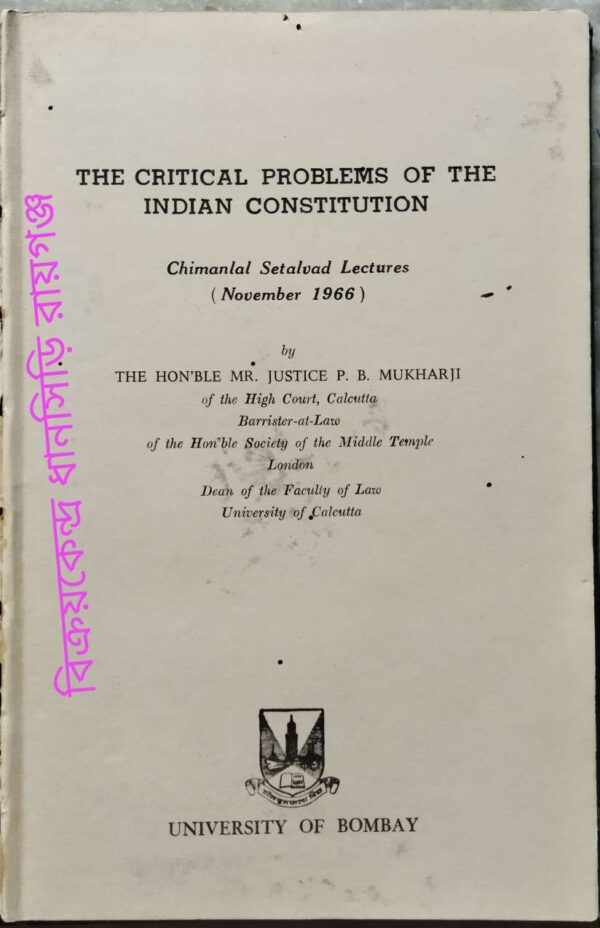 THE CRITICAL PROBLEMS OF THE
INDIAN CONSTITUTION
Chimanlal Setalvad Lectures
( November 1966 )
by
THE HON'BLE MR. JUSTICE P. B. MUKHARJI
of the High Court, Calcutta
Barrister-at-Law
of the Hon'ble Society of the Middle Temple
London
Dean of the Faculty of Law
University of Calcutta
UNIVERSITY OF BOMBAY
বিক্রয়কেন্দ্র ধানসিড়ি রায়গঞ্জ